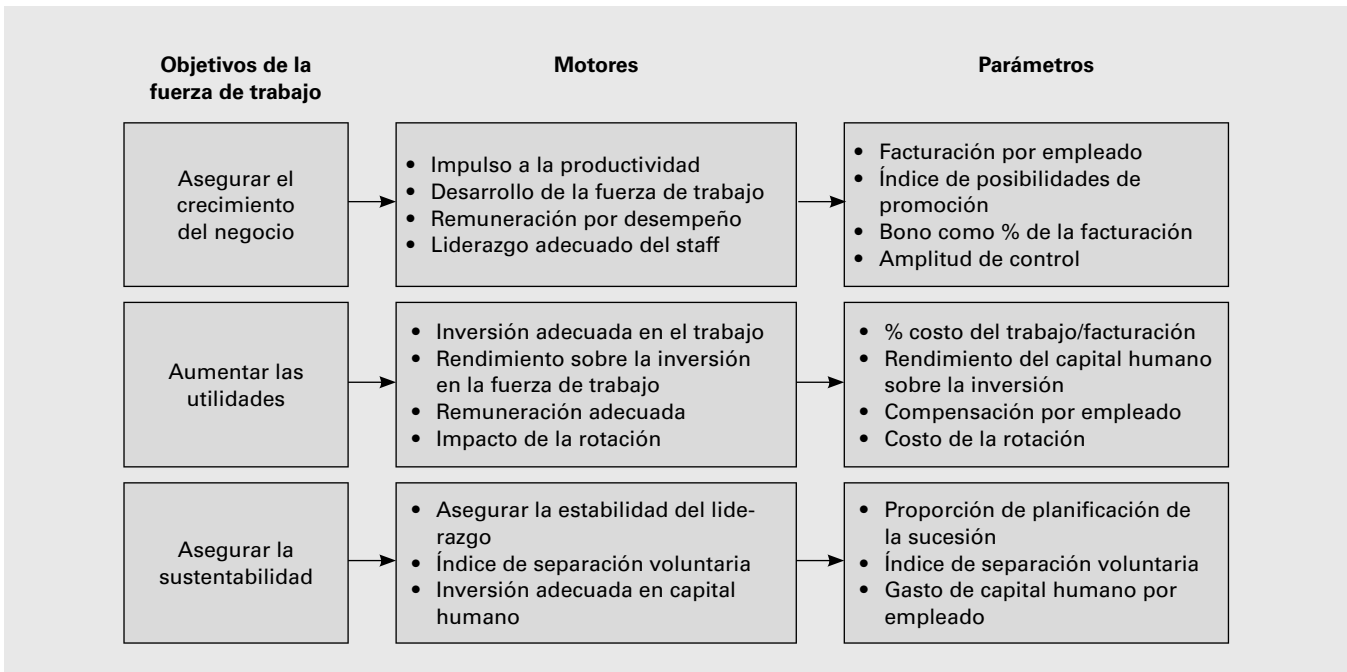 Objetivos de la
fuerza de trabajo
Motores
Parámetros
Asegurar el
crecimiento
del negocio
• Impulso a la productividad
• Desarrollo de la fuerza de trabajo
• Remuneración por desempeño
• Liderazgo adecuado del staff
• Facturación por empleado
• Índice de posibilidades de
promoción
• Bono como % de la facturación
• Amplitud de control
Aumentar las
utilidades
• Inversión adecuada en el trabajo
• Rendimiento sobre la inversión
en la fuerza de trabajo
• Remuneración adecuada
• Impacto de la rotación
• % costo del trabajo/facturación
• Rendimiento del capital humano
sobre la inversión
• Compensación por empleado
• Costo de la rotación
Asegurar la
sustentabilidad
• Asegurar la estabilidad del lide-
razgo
• Índice de separación voluntaria
• Inversión adecuada en capital
humano
• Proporción de planificación de
la sucesión
• Índice de separación voluntaria
• Gasto de capital humano por
empleado